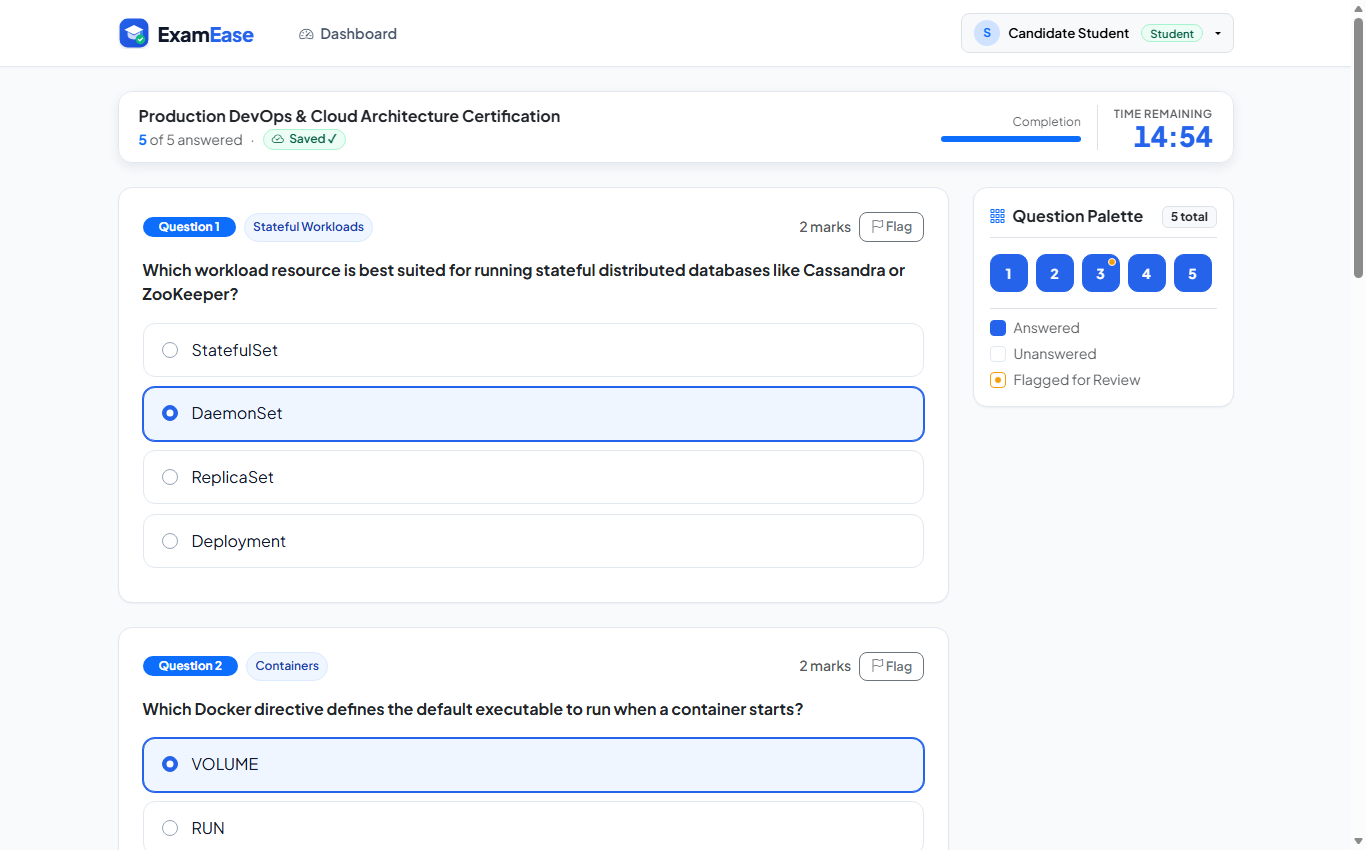 ExamEase
Dashboard
S Candidate Student Student
Production DevOps & Cloud Architecture Certification
5 of 5 answered · Saved ✓
Completion
TIME REMAINING
14:54
Question 1 Stateful Workloads 2 marks Flag
Which workload resource is best suited for running stateful distributed databases like Cassandra or
ZooKeeper?
StatefulSet
DaemonSet
ReplicaSet
Deployment
Question Palette 5 total
1 2 3 4 5
Answered
Unanswered
Flagged for Review
Question 2 Containers 2 marks Flag
Which Docker directive defines the default executable to run when a container starts?
VOLUME
RUN